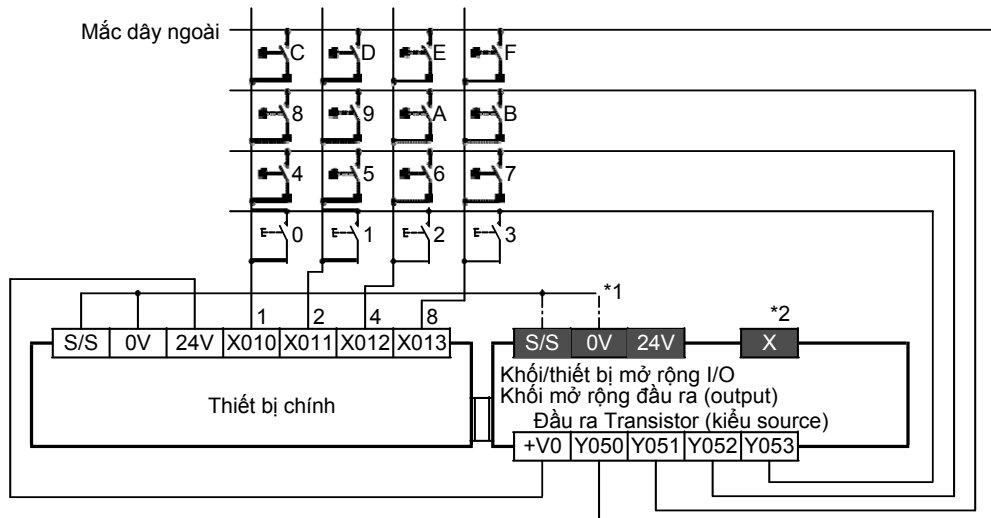 Mắc dây ngoài
C D E F
8 9 A B
4 5 6 7
0 1 2 3
*1
*2
1 2 4 8
S/S 0V 24V X010 X011 X012 X013
S/S 0V 24V X
Thiết bị chính
Khối/thiết bị mở rộng I/O
Khối mở rộng đầu ra (output)
Đầu ra Transistor (kiểu source)
+V0 Y050 Y051 Y052 Y053